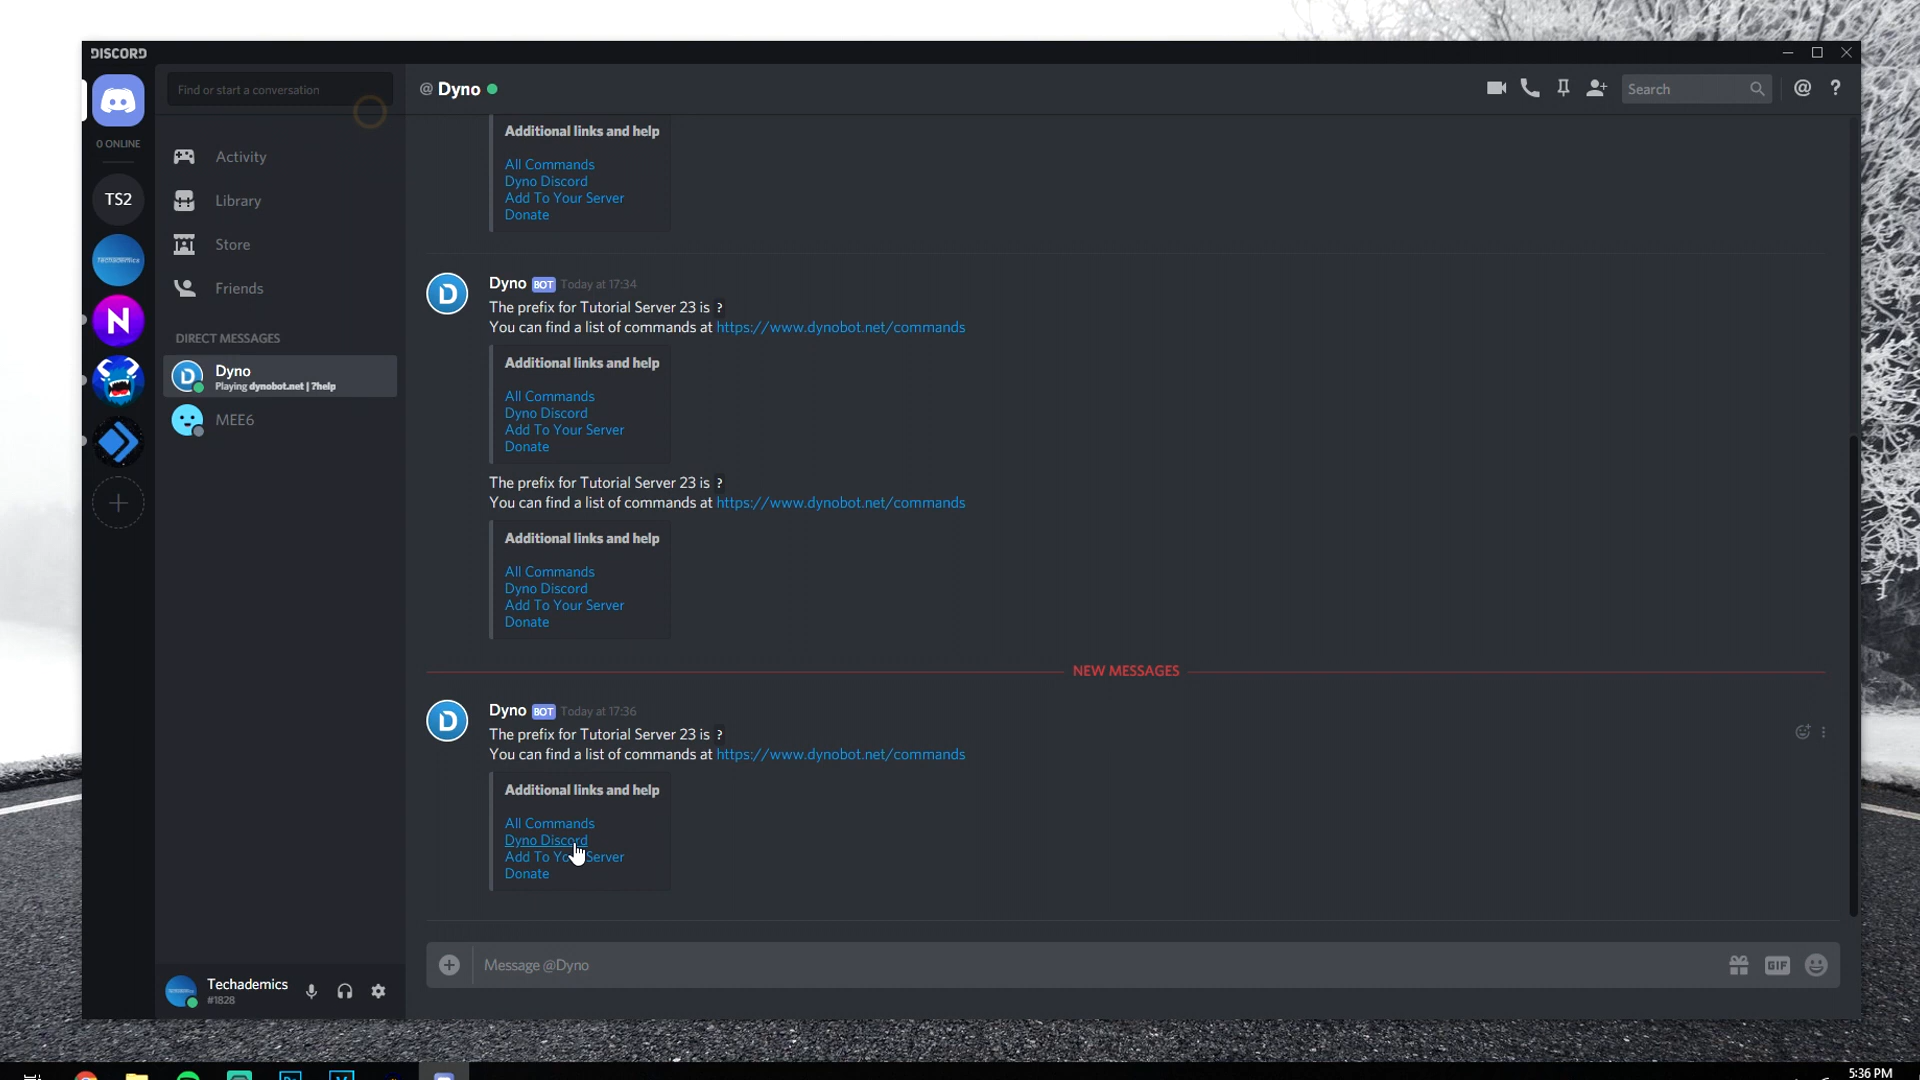 DISCORD
Find or start a conversation
@ Dyno
Search
@ ?
0 ONLINE
TS2
TECHADEMICS
N
Activity
Library
Store
Friends
DIRECT MESSAGES
Dyno
Playing dynobot.net | ?help
MEE6
Additional links and help
All Commands
Dyno Discord
Add To Your Server
Donate
Dyno BOT Today at 17:34
The prefix for Tutorial Server 23 is ?
You can find a list of commands at https://www.dynobot.net/commands
Additional links and help
All Commands
Dyno Discord
Add To Your Server
Donate
The prefix for Tutorial Server 23 is ?
You can find a list of commands at https://www.dynobot.net/commands
Additional links and help
All Commands
Dyno Discord
Add To Your Server
Donate
NEW MESSAGES
Dyno BOT Today at 17:36
The prefix for Tutorial Server 23 is ?
You can find a list of commands at https://www.dynobot.net/commands
Additional links and help
All Commands
Dyno Discord
Add To Your Server
Donate
Message @Dyno
GIF
Techademics
#1828
5:36 PM